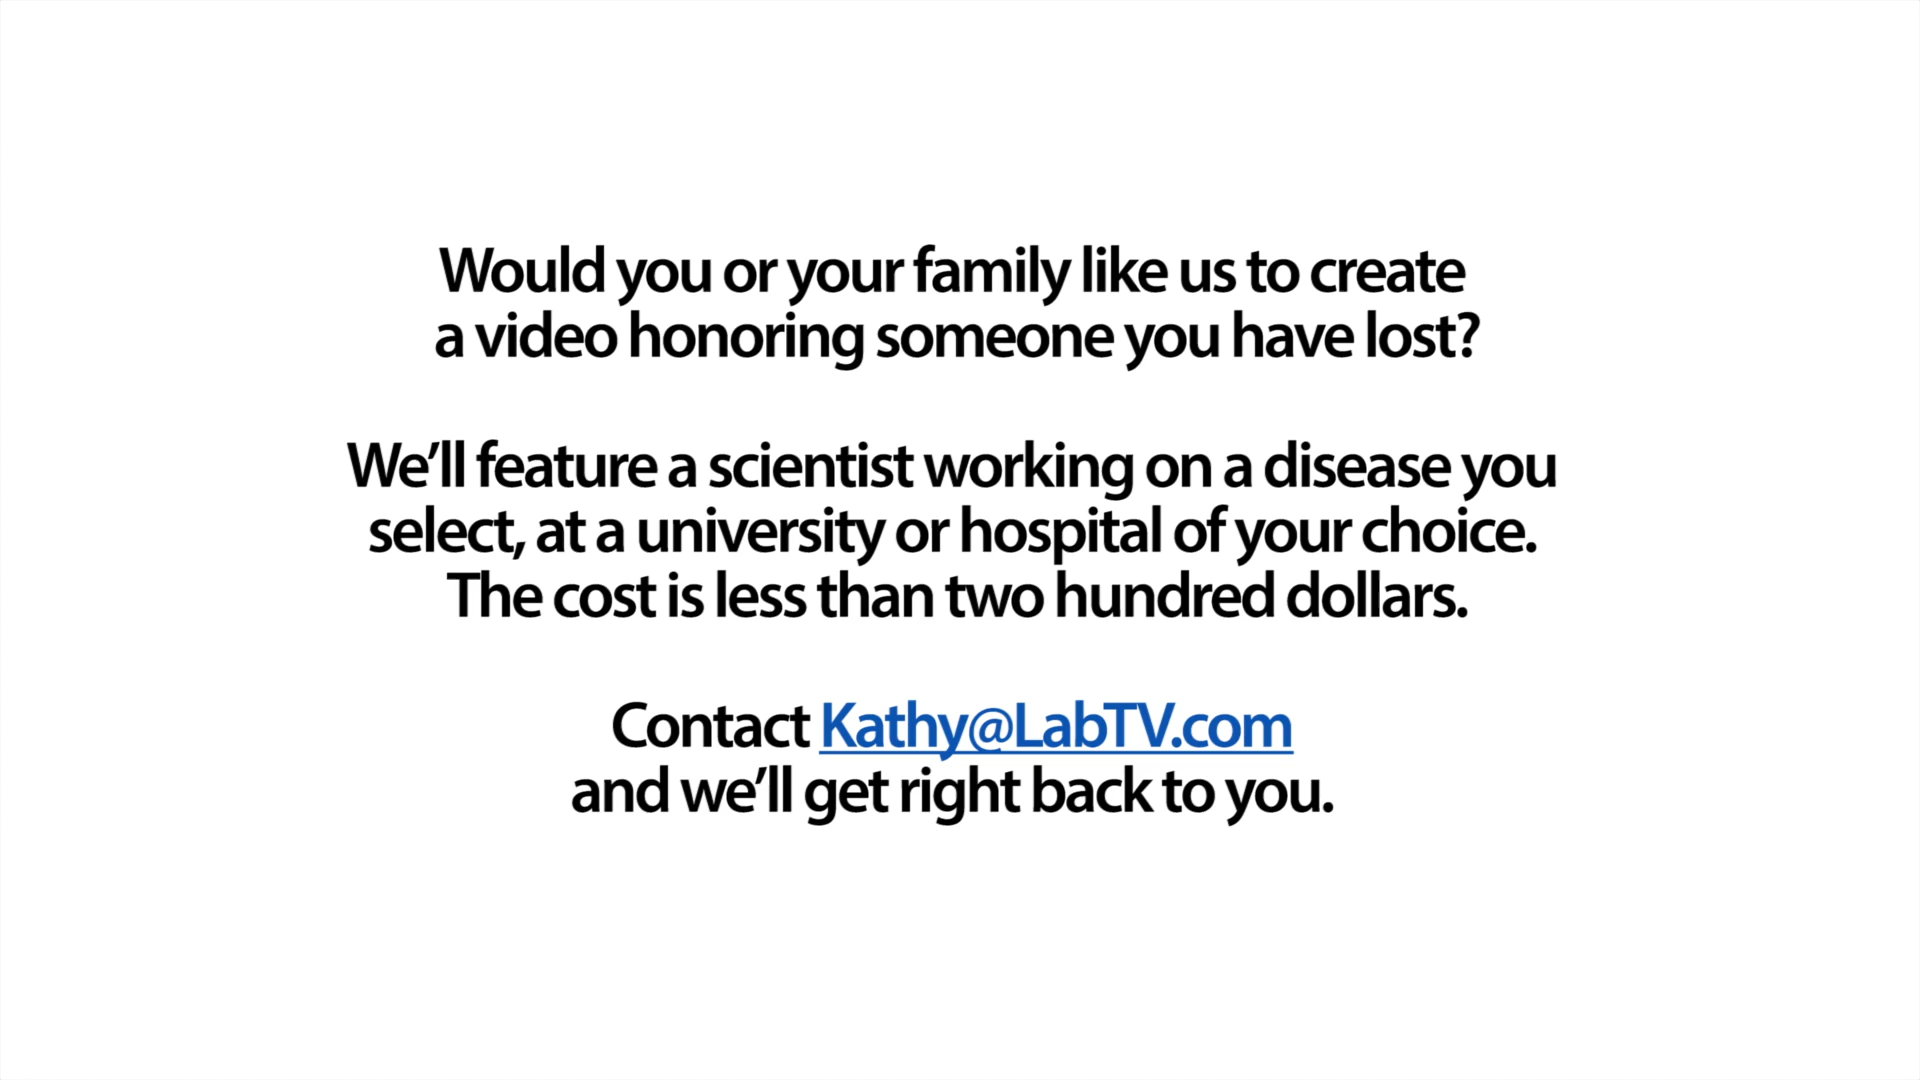 Would you or your family like us to create
a video honoring someone you have lost?
We’ll feature a scientist working on a disease you
select, at a university or hospital of your choice.
The cost is less than two hundred dollars.
Contact Kathy@LabTV.com
and we’ll get right back to you.